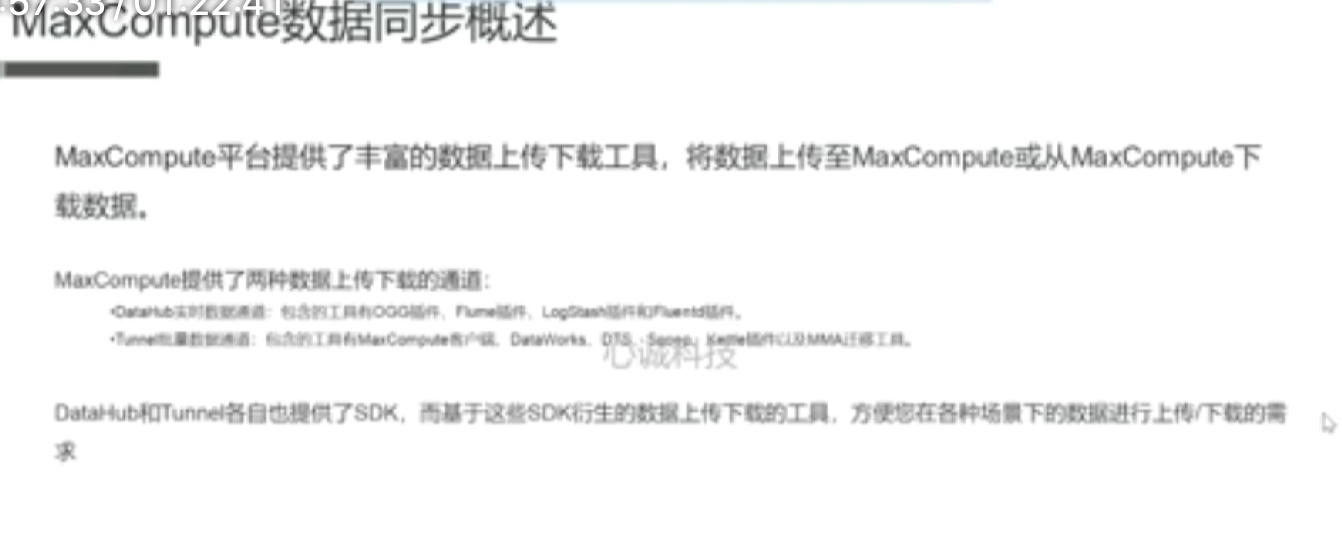 :57:33 / 01:22:41
MaxCompute数据同步概述
MaxCompute平台提供了丰富的数据上传下载工具，将数据上传至MaxCompute或从MaxCompute下
载数据。
MaxCompute提供了两种数据上传下载的通道：
•DataHub实时数据通道：包含的工具有OGG插件、Flume插件、LogStash插件和Fluentd插件。
•Tunnel批量数据通道：包含的工具有MaxCompute客户端、DataWorks、DTS、Sqoop、Kettle插件以及MMA迁移工具。
心诚科技
DataHub和Tunnel各自也提供了SDK，而基于这些SDK衍生的数据上传下载的工具，方便您在各种场景下的数据进行上传/下载的需
求